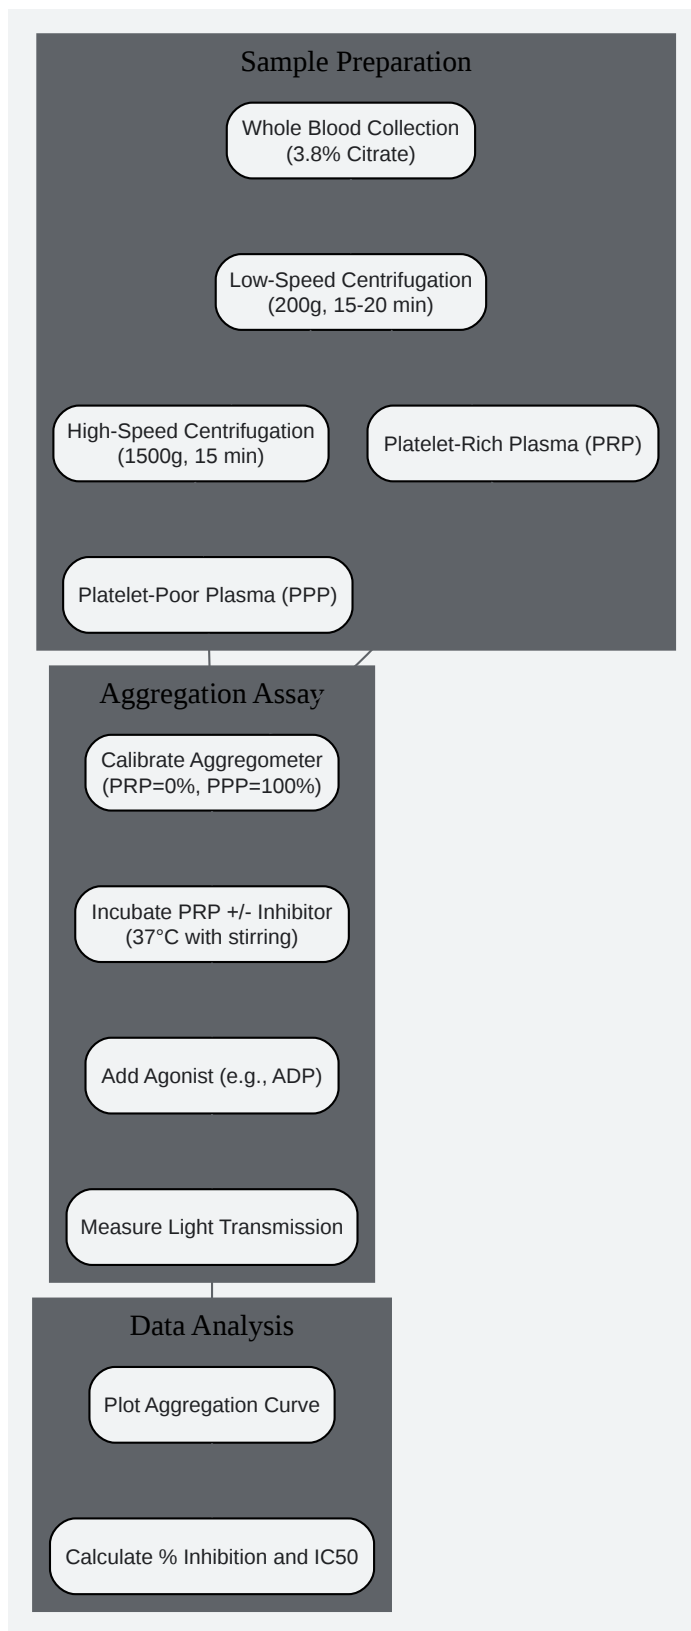 Sample Preparation
Whole Blood Collection
(3.8% Citrate)
Low-Speed Centrifugation
(200g, 15-20 min)
High-Speed Centrifugation
(1500g, 15 min)
Platelet-Rich Plasma (PRP)
Platelet-Poor Plasma (PPP)
Aggregation Assay
Calibrate Aggregometer
(PRP=0%, PPP=100%)
Incubate PRP +/- Inhibitor
(37°C with stirring)
Add Agonist (e.g., ADP)
Measure Light Transmission
Data Analysis
Plot Aggregation Curve
Calculate % Inhibition and IC50